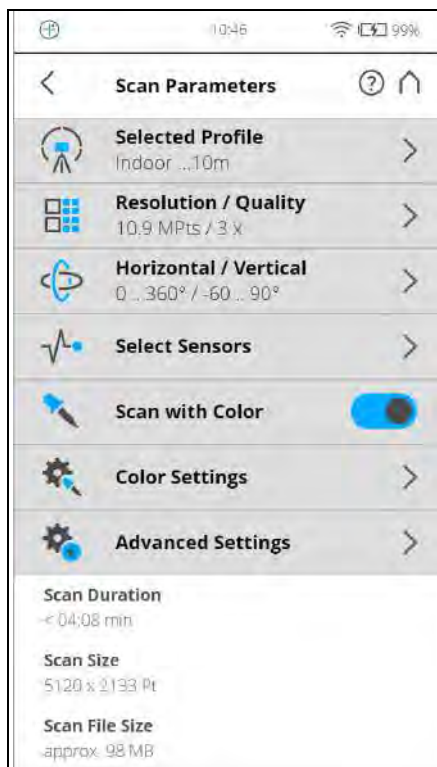 10:46 99%
Scan Parameters
Selected Profile
Indoor ...10m
Resolution / Quality
10.9 MPts / 3 x
Horizontal / Vertical
0 .. 360° / -60 .. 90°
Select Sensors
Scan with Color
Color Settings
Advanced Settings
Scan Duration
< 04:08 min
Scan Size
5120 x 2133 Pt
Scan File Size
approx. 98 MB